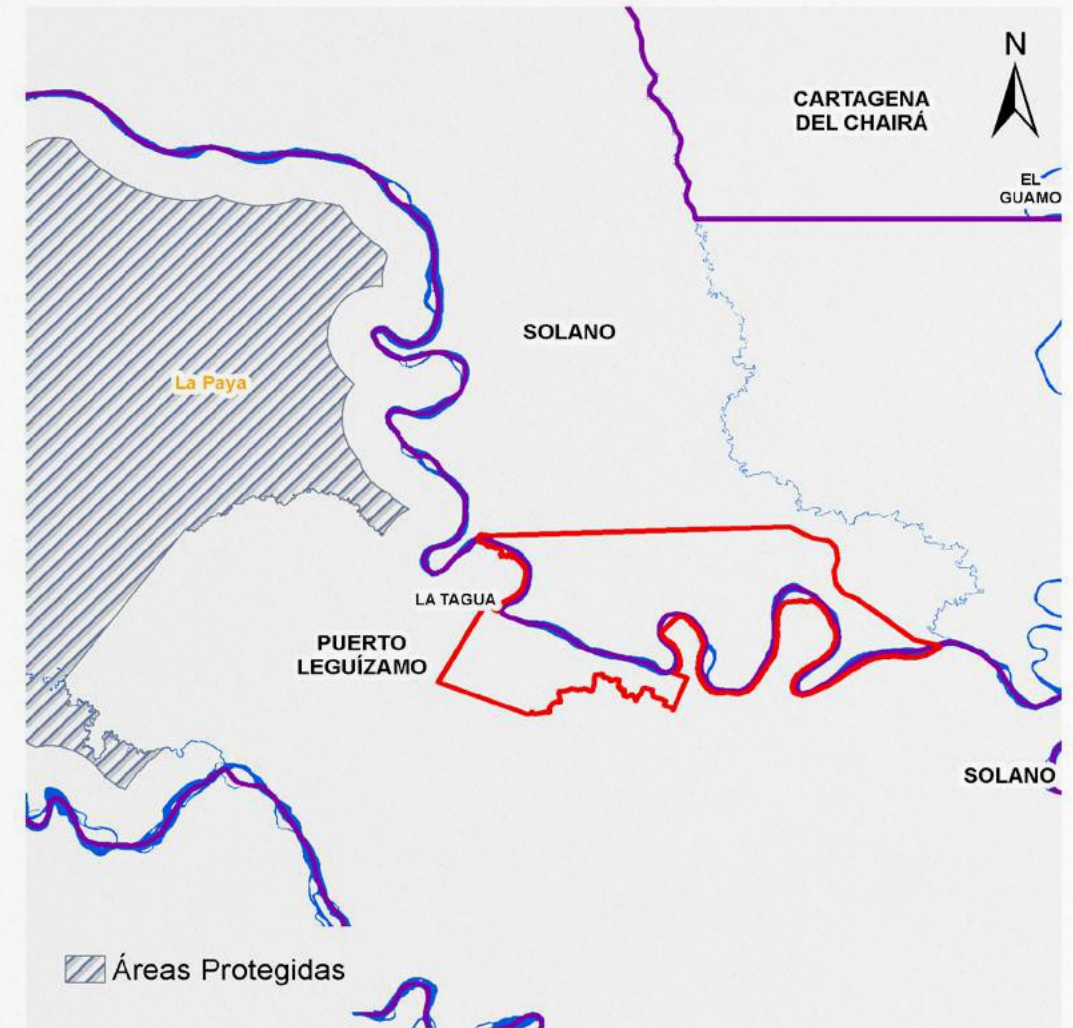 N
CARTAGENA
DEL CHAIRÁ
EL
GUAMO
SOLANO
La Paya
LA TAGUA
PUERTO
LEGUÍZAMO
SOLANO
Áreas Protegidas